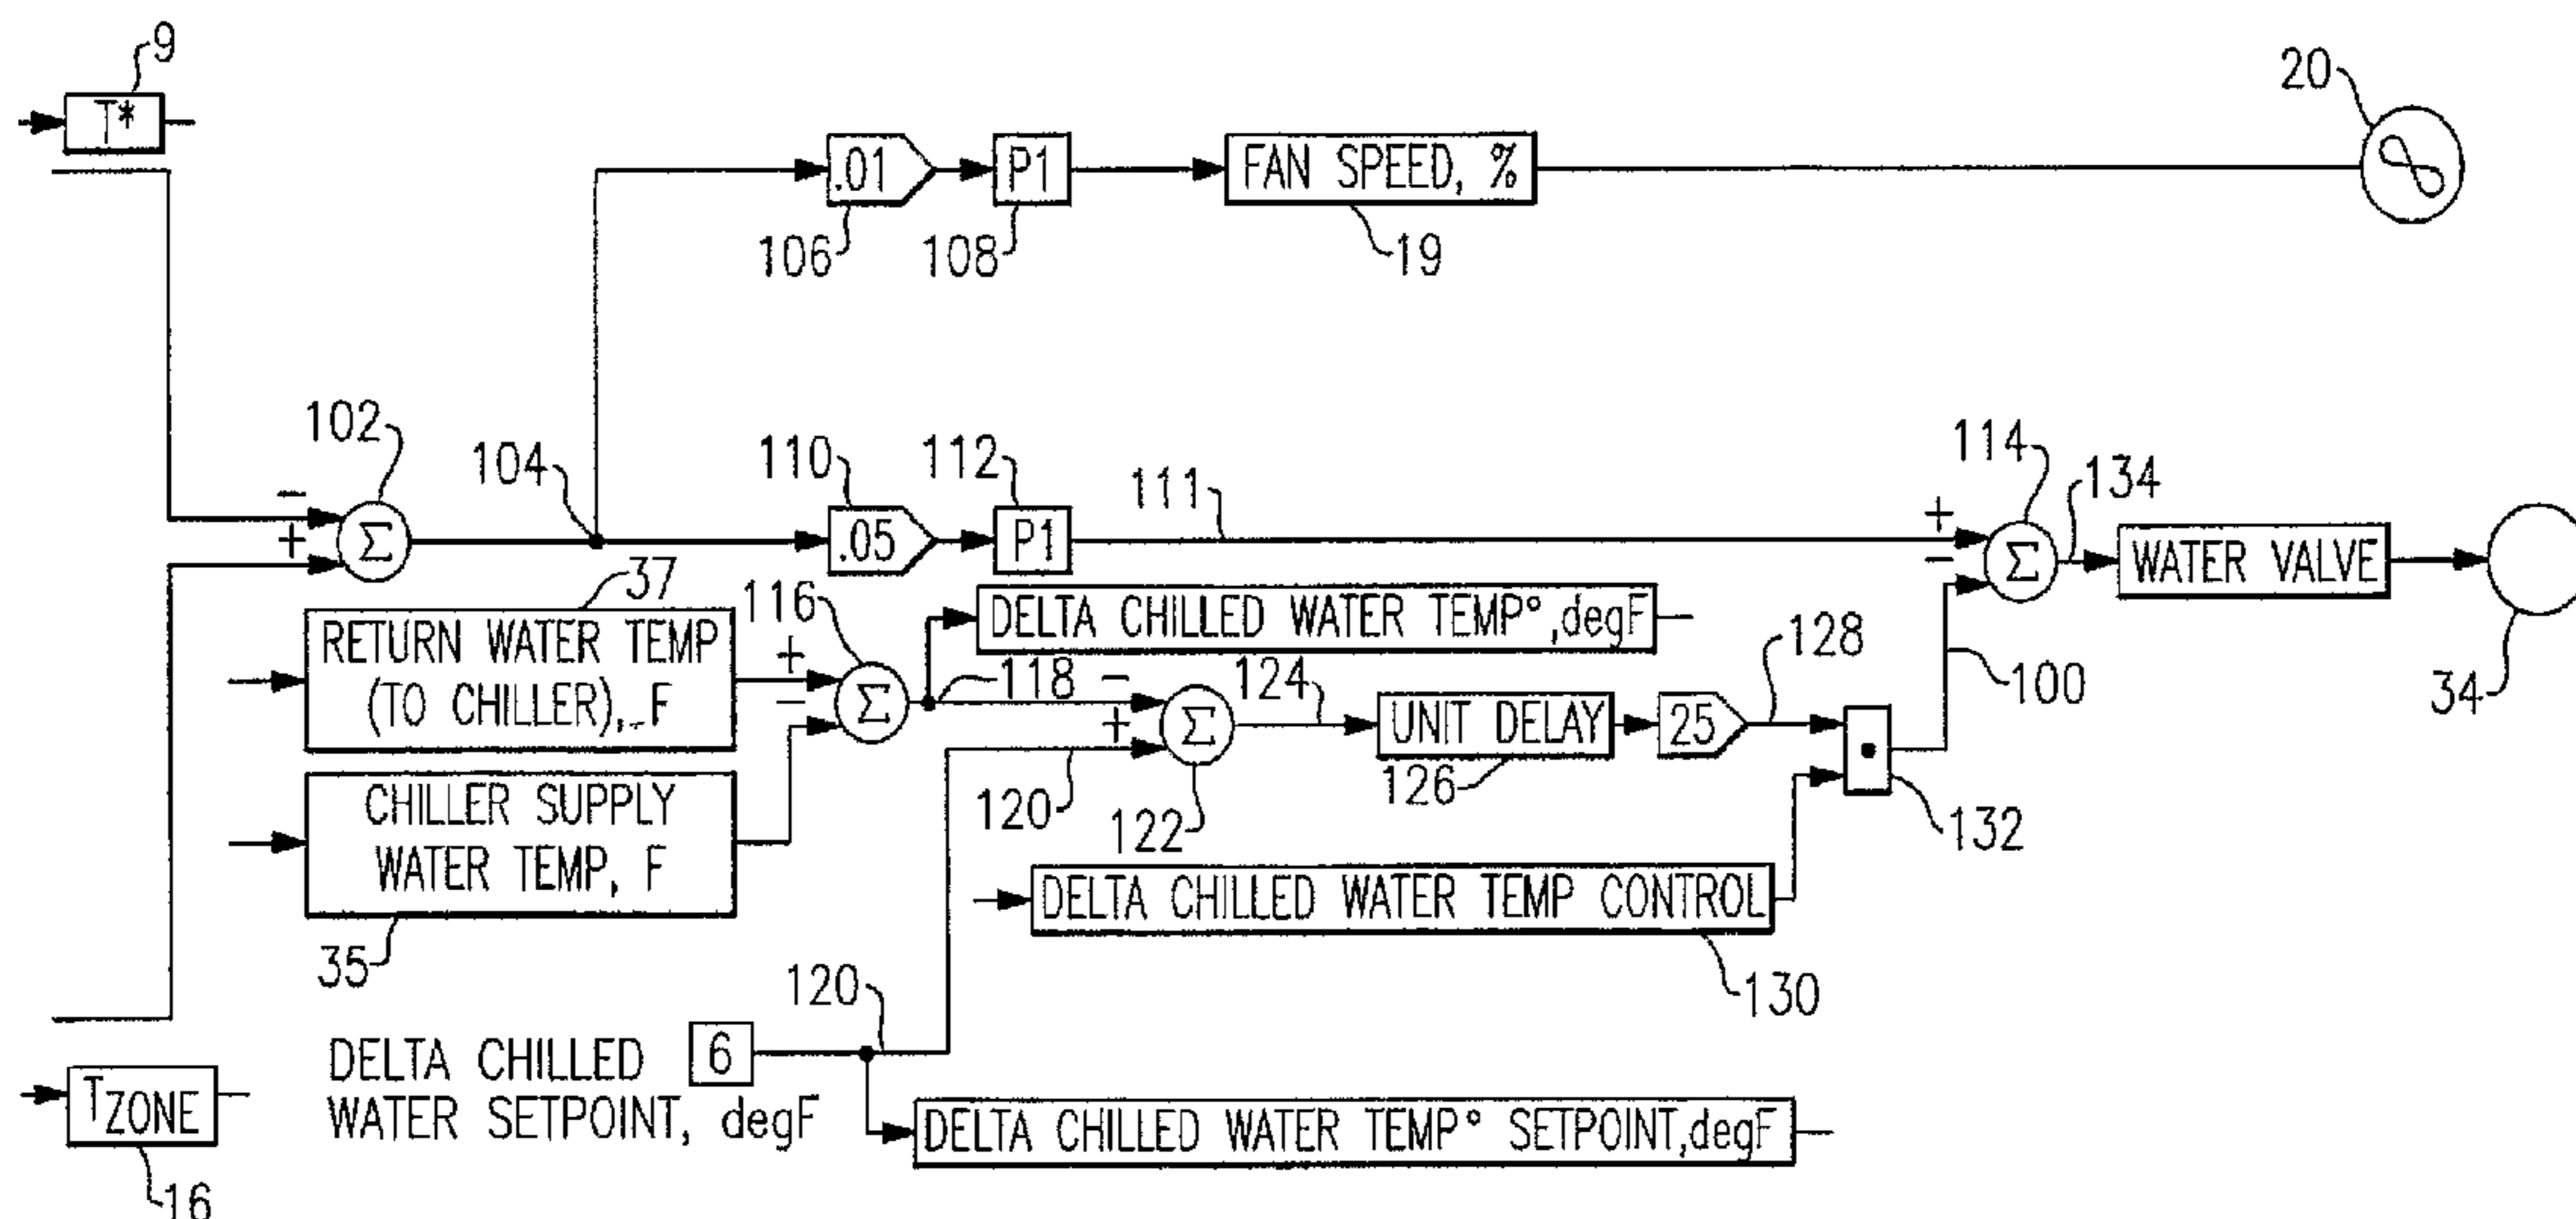 9
T*
20
.01
P1
FAN SPEED, %
106
108
19
102
104
110
112
111
114
134
−
+
Σ
.05
P1
+
−
Σ
WATER VALVE
37
116
RETURN WATER TEMP
(TO CHILLER), F
+
−
Σ
DELTA CHILLED WATER TEMP°,degF
118
−
+
Σ
124
128
100
34
UNIT DELAY
25
126
120
122
132
CHILLER SUPPLY
WATER TEMP, F
35
DELTA CHILLED WATER TEMP CONTROL
130
120
DELTA CHILLED
WATER SETPOINT, degF
6
TZONE
16
DELTA CHILLED WATER TEMP° SETPOINT,degF